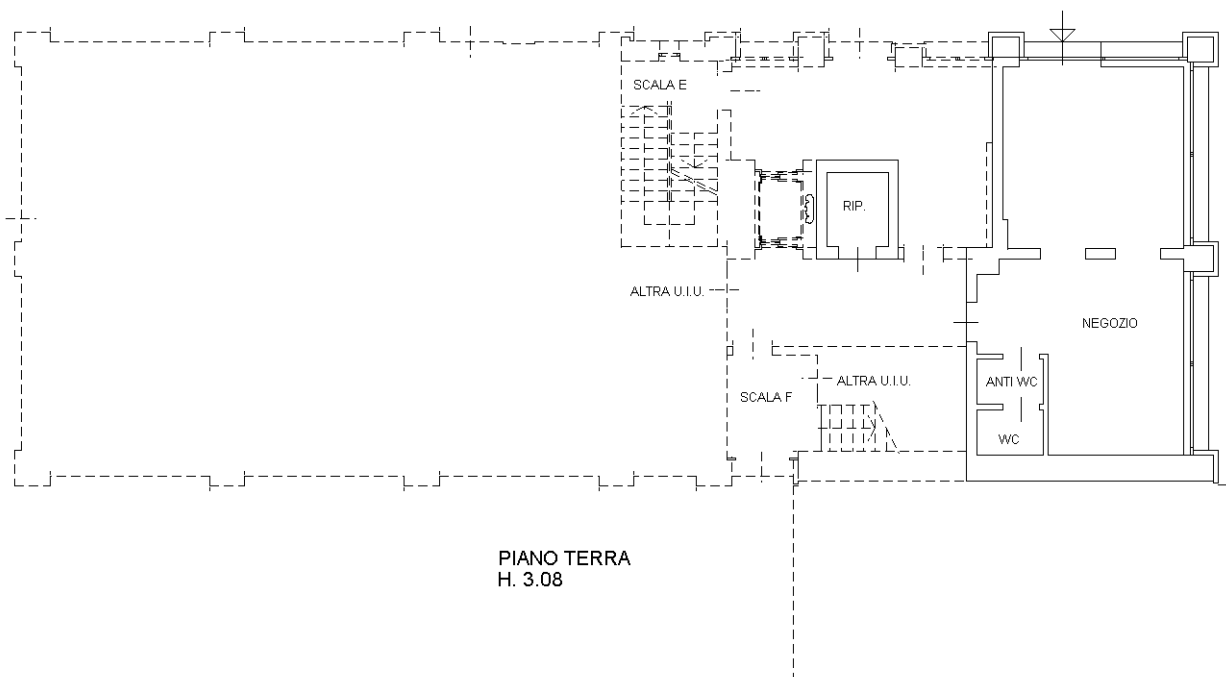 SCALA E
RIP.
ALTRA U.I.U.
NEGOZIO
ALTRA U.I.U.
ANTI WC
SCALA F
WC
PIANO TERRA
H. 3.08